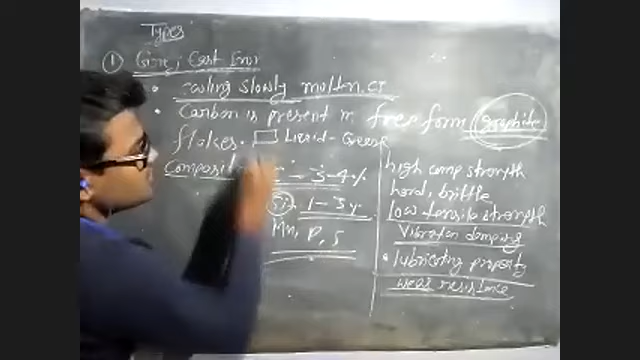 Types
① Grey Cast Iron
• cooling slowly molten CI
• Carbon is present in free form graphite
flakes. Liquid - Grease
Composit
C - 3-4%
Si - 1 - 3%
Mn, P, S
high comp strength
hard, brittle
low tensile strength
Vibration damping
• lubricating property
wear resistance